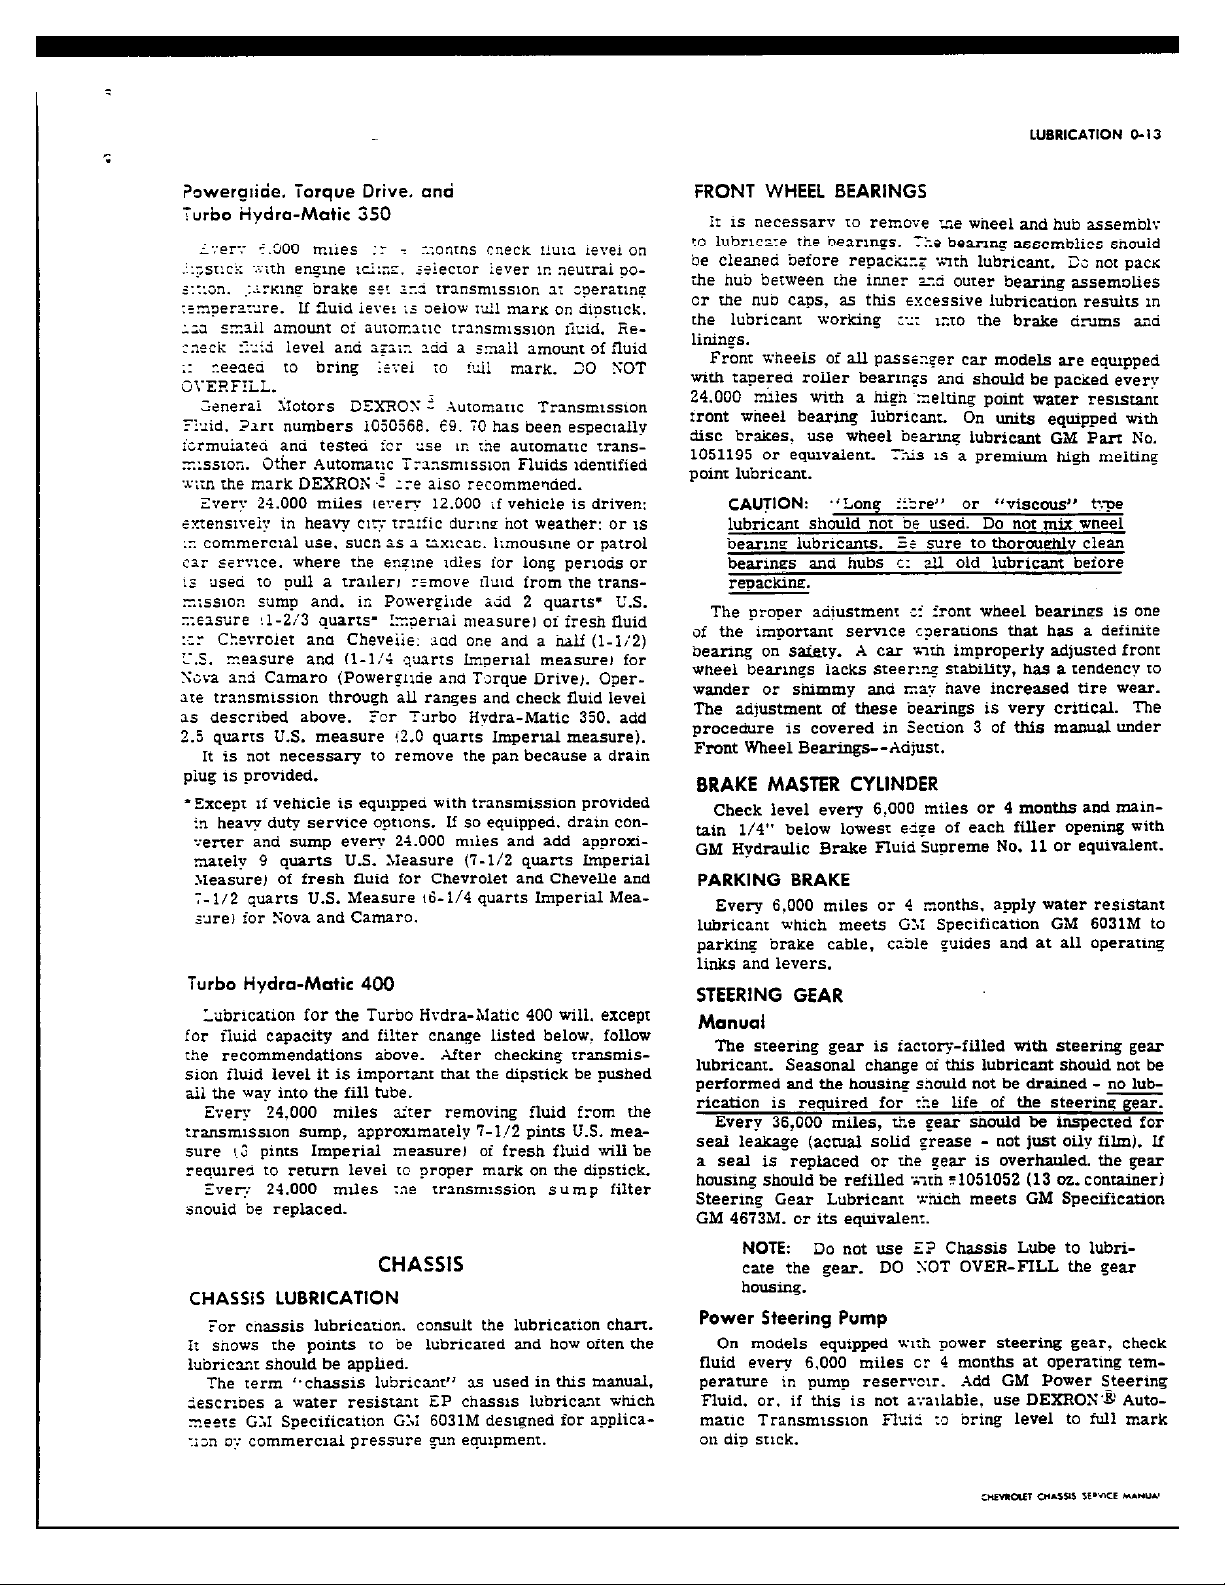 LUBRICATION 0-13
Powerglide, Torque Drive, and
Turbo Hydra-Matic 350
Every 6,000 miles or 4 months check fluid level on
dipstick with engine idling, selector lever in neutral po-
sition, parking brake set and transmission at operating
temperature. If fluid level is below full mark on dipstick,
add small amount of automatic transmission fluid. Re-
check fluid level and again add a small amount of fluid
if needed to bring level to full mark. DO NOT
OVERFILL.
General Motors DEXRON Automatic Transmission
Fluid, Part numbers 1050568, 69, 70 has been especially
formulated and tested for use in the automatic trans-
mission. Other Automatic Transmission Fluids identified
with the mark DEXRON are also recommended.
Every 24,000 miles (every 12,000 if vehicle is driven:
extensively in heavy city traffic during hot weather: or is
in commercial use, such as a taxicab, limousine or patrol
car service, where the engine idles for long periods or
is used to pull a trailer) remove fluid from the trans-
mission sump and, in Powerglide add 2 quarts* U.S.
measure (1-2/3 quarts* Imperial measure) of fresh fluid
for Chevrolet and Chevelle; add one and a half (1-1/2)
U.S. measure and (1-1/4 quarts Imperial measure) for
Nova and Camaro (Powerglide and Torque Drive). Oper-
ate transmission through all ranges and check fluid level
as described above. For Turbo Hydra-Matic 350, add
2.5 quarts U.S. measure (2.0 quarts Imperial measure).
It is not necessary to remove the pan because a drain
plug is provided.
*Except if vehicle is equipped with transmission provided
in heavy duty service options. If so equipped, drain con-
verter and sump every 24,000 miles and add approxi-
mately 9 quarts U.S. Measure (7-1/2 quarts Imperial
Measure) of fresh fluid for Chevrolet and Chevelle and
7-1/2 quarts U.S. Measure (6-1/4 quarts Imperial Mea-
sure) for Nova and Camaro.
Turbo Hydra-Matic 400
Lubrication for the Turbo Hydra-Matic 400 will, except
for fluid capacity and filter change listed below, follow
the recommendations above. After checking transmis-
sion fluid level it is important that the dipstick be pushed
all the way into the fill tube.
Every 24,000 miles after removing fluid from the
transmission sump, approximately 7-1/2 pints U.S. mea-
sure pints Imperial measure) of fresh fluid will be
required to return level to proper mark on the dipstick.
Every 24,000 miles the transmission sump filter
should be replaced.
CHASSIS
CHASSIS LUBRICATION
For chassis lubrication, consult the lubrication chart.
It shows the points to be lubricated and how often the
lubricant should be applied.
The term "chassis lubricant" as used in this manual,
describes a water resistant EP chassis lubricant which
meets GM Specification GM 6031M designed for applica-
tion by commercial pressure gun equipment.
FRONT WHEEL BEARINGS
It is necessary to remove the wheel and hub assembly
to lubricate the bearings. The bearing assemblies should
be cleaned before repacking with lubricant. Do not pack
the hub between the inner and outer bearing assemblies
or the hub caps, as this excessive lubrication results in
the lubricant working out into the brake drums and
linings.
Front wheels of all passenger car models are equipped
with tapered roller bearings and should be packed every
24,000 miles with a high melting point water resistant
front wheel bearing lubricant. On units equipped with
disc brakes, use wheel bearing lubricant GM Part No.
1051195 or equivalent. This is a premium high melting
point lubricant.
CAUTION: "Long fibre" or "viscous" type
lubricant should not be used. Do not mix wheel
bearing lubricants. Be sure to thoroughly clean
bearings and hubs of all old lubricant before
repacking.
The proper adjustment of front wheel bearings is one
of the important service operations that has a definite
bearing on safety. A car with improperly adjusted front
wheel bearings lacks steering stability, has a tendency to
wander or shimmy and may have increased tire wear.
The adjustment of these bearings is very critical. The
procedure is covered in Section 3 of this manual under
Front Wheel Bearings--Adjust.
BRAKE MASTER CYLINDER
Check level every 6,000 miles or 4 months and main-
tain 1/4" below lowest edge of each filler opening with
GM Hydraulic Brake Fluid Supreme No. 11 or equivalent.
PARKING BRAKE
Every 6,000 miles or 4 months, apply water resistant
lubricant which meets GM Specification GM 6031M to
parking brake cable, cable guides and at all operating
links and levers.
STEERING GEAR
Manual
The steering gear is factory-filled with steering gear
lubricant. Seasonal change of this lubricant should not be
performed and the housing should not be drained - no lub-
rication is required for the life of the steering gear.
Every 36,000 miles, the gear should be inspected for
seal leakage (actual solid grease - not just oily film). If
a seal is replaced or the gear is overhauled, the gear
housing should be refilled with #1051052 (13 oz. container)
Steering Gear Lubricant which meets GM Specification
GM 4673M, or its equivalent.
NOTE: Do not use EP Chassis Lube to lubri-
cate the gear. DO NOT OVER-FILL the gear
housing.
Power Steering Pump
On models equipped with power steering gear, check
fluid every 6,000 miles or 4 months at operating tem-
perature in pump reservoir. Add GM Power Steering
Fluid, or, if this is not available, use DEXRON® Auto-
matic Transmission Fluid to bring level to full mark
on dip stick.
CHEVROLET CHASSIS SERVICE MANUAL